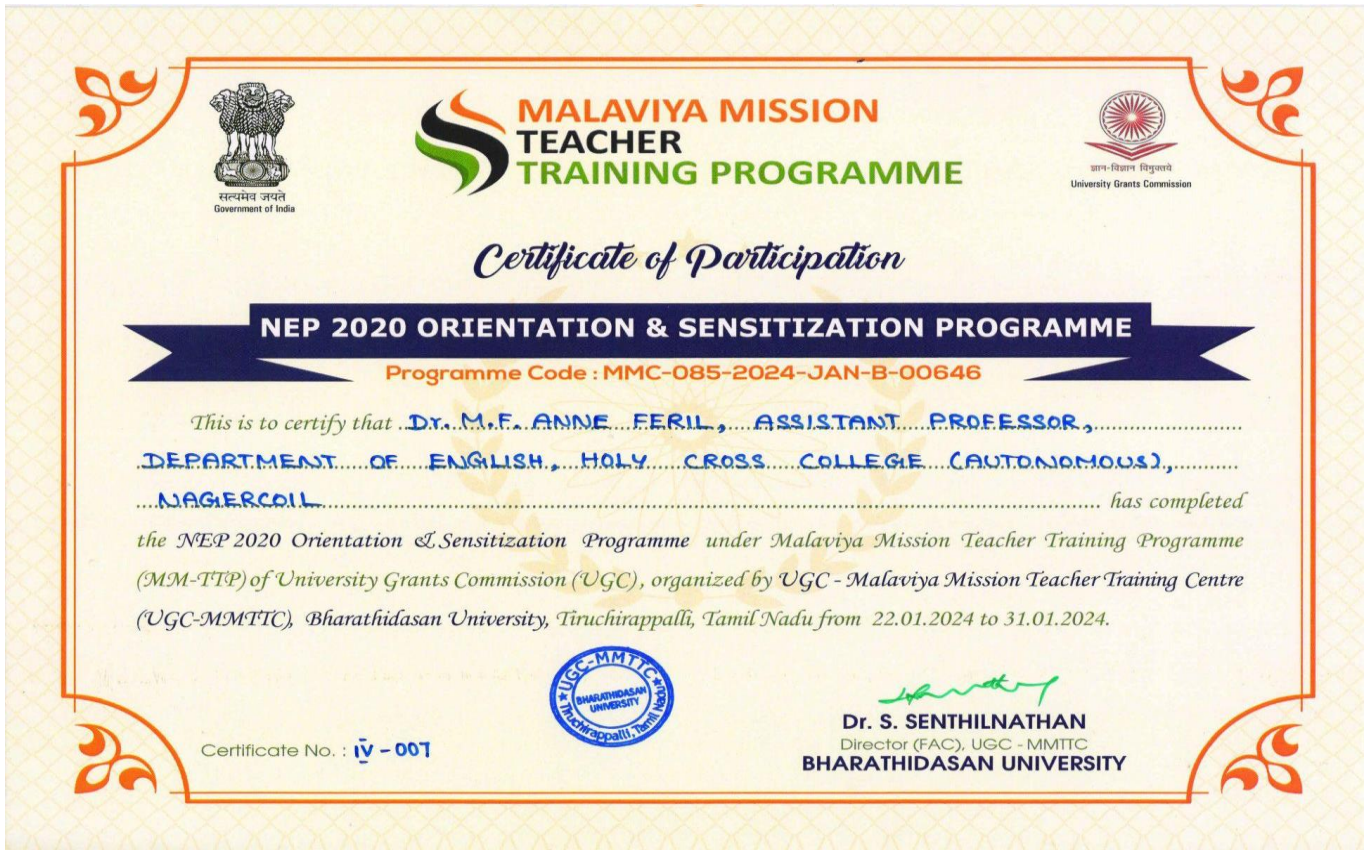 सत्यमेव जयते
Government of India
MALAVIYA MISSION
TEACHER
TRAINING PROGRAMME
ज्ञान-विज्ञान विमुक्तये
University Grants Commission
Certificate of Participation
NEP 2020 ORIENTATION & SENSITIZATION PROGRAMME
Programme Code : MMC-085-2024-JAN-B-00646
This is to certify that Dr. M.F. ANNE FERIL, ASSISTANT PROFESSOR,
DEPARTMENT OF ENGLISH, HOLY CROSS COLLEGE (AUTONOMOUS),
NAGERCOIL has completed
the NEP 2020 Orientation & Sensitization Programme under Malaviya Mission Teacher Training Programme
(MM-TTP) of University Grants Commission (UGC), organized by UGC - Malaviya Mission Teacher Training Centre
(UGC-MMTTC), Bharathidasan University, Tiruchirappalli, Tamil Nadu from 22.01.2024 to 31.01.2024.
UGC-MMTTC
BHARATHIDASAN
UNIVERSITY
Tiruchirappalli, Tamil Nadu
Dr. S. SENTHILNATHAN
Director (FAC), UGC - MMTTC
BHARATHIDASAN UNIVERSITY
Certificate No. : IV - 007